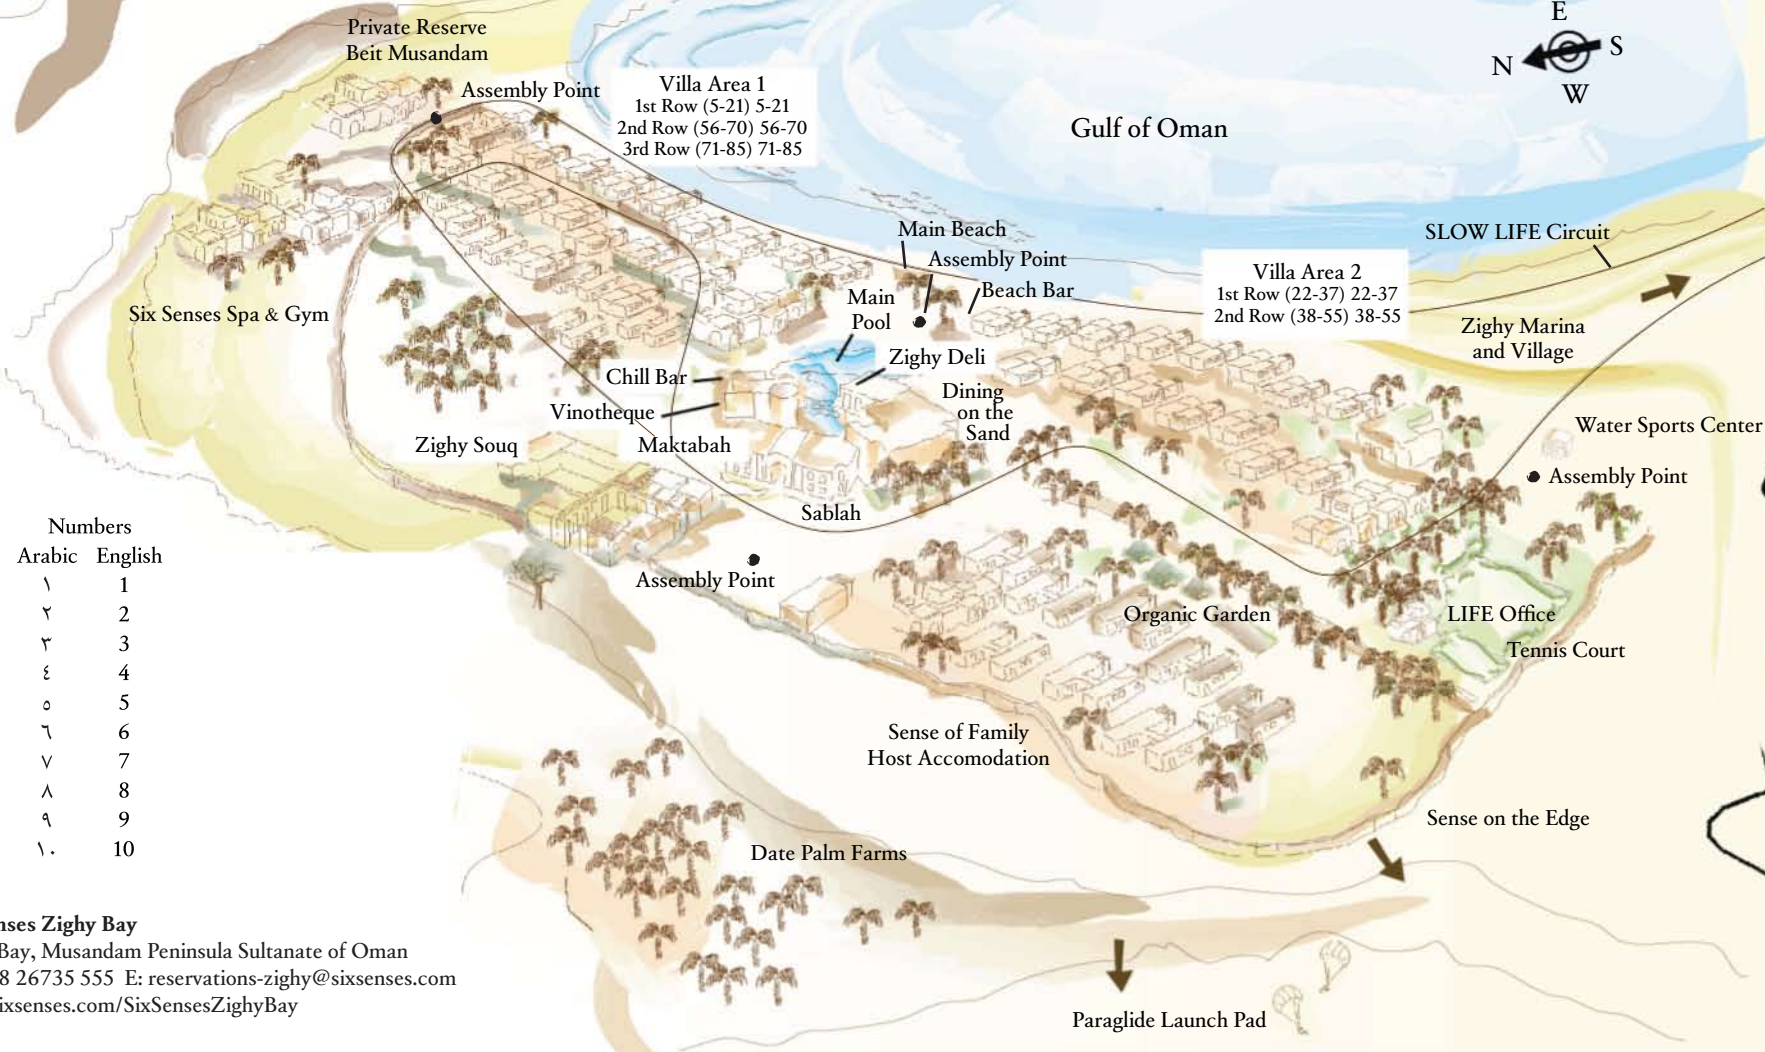 Private Reserve
Beit Musandam
Assembly Point
Villa Area 1
1st Row (5-21) 5-21
2nd Row (56-70) 56-70
3rd Row (71-85) 71-85
Gulf of Oman
E
N
S
W
SLOW LIFE Circuit
Main Beach
Assembly Point
Beach Bar
Villa Area 2
1st Row (22-37) 22-37
2nd Row (38-55) 38-55
Main
Pool
Six Senses Spa & Gym
Zighy Marina
and Village
Zighy Deli
Chill Bar
Dining
on the
Sand
Vinotheque
Zighy Souq
Maktabah
Water Sports Center
Assembly Point
Sablah
Assembly Point
Organic Garden
LIFE Office
Tennis Court
Sense of Family
Host Accomodation
Sense on the Edge
Date Palm Farms
Paraglide Launch Pad
Numbers
Arabic English
١ 1
٢ 2
٣ 3
٤ 4
٥ 5
٦ 6
٧ 7
٨ 8
٩ 9
١٠ 10
nses Zighy Bay
Bay, Musandam Peninsula Sultanate of Oman
8 26735 555 E: reservations-zighy@sixsenses.com
ixsenses.com/SixSensesZighyBay